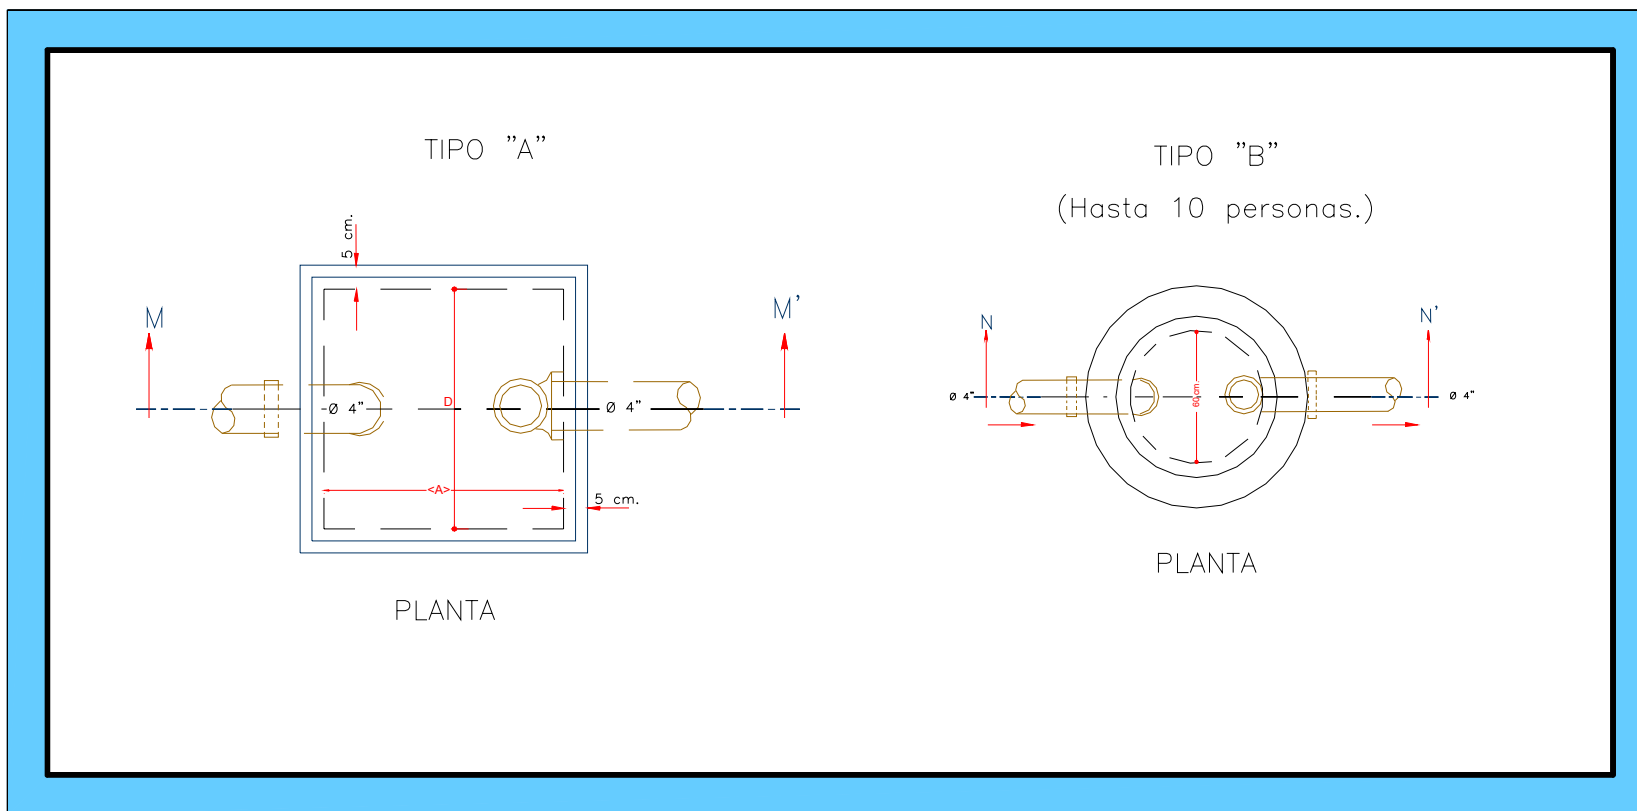 TIPO "A"
5 cm.
M
M'
Ø 4"
D
Ø 4"
<A>
5 cm.
PLANTA
TIPO "B"
(Hasta 10 personas.)
N
N'
Ø 4"
60 cm.
Ø 4"
PLANTA